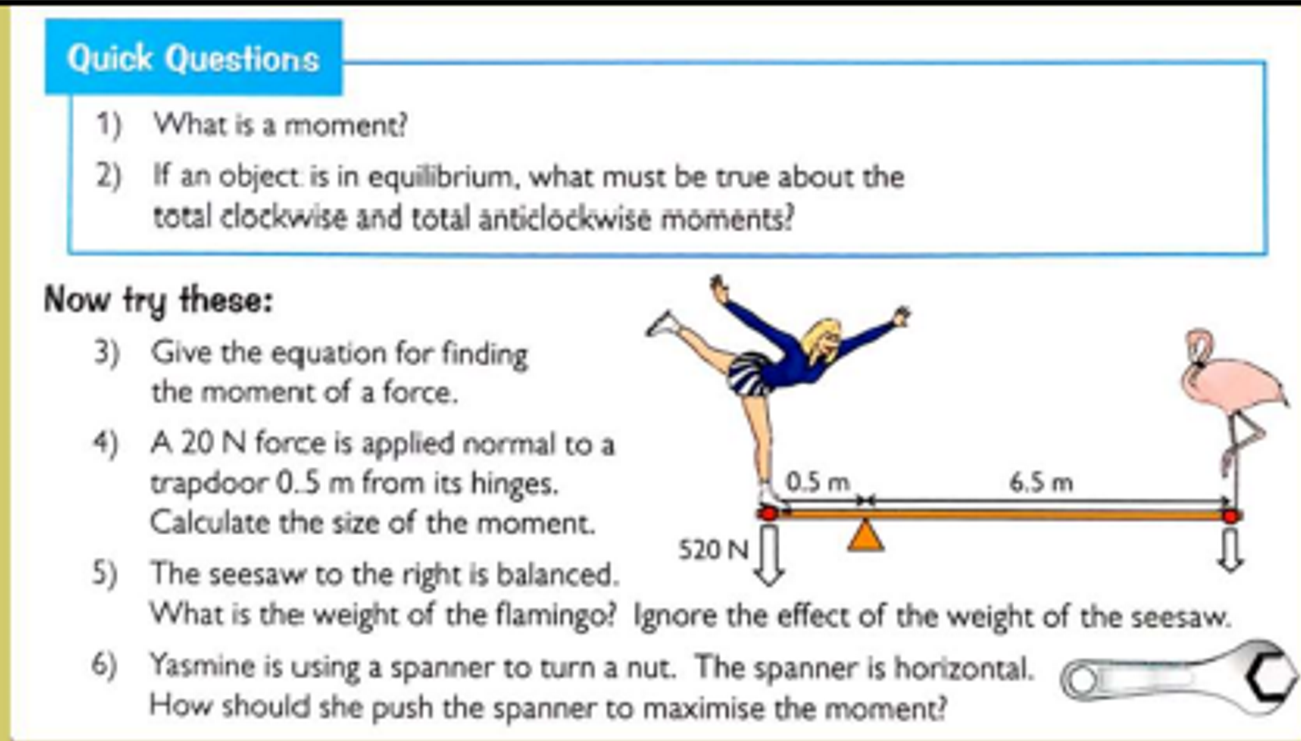 Quick Questions
1) What is a moment?
2) If an object is in equilibrium, what must be true about the
total clockwise and total anticlockwise moments?
Now try these:
3) Give the equation for finding
the moment of a force.
4) A 20 N force is applied normal to a
trapdoor 0.5 m from its hinges.
Calculate the size of the moment.
0.5 m
6.5 m
520 N
5) The seesaw to the right is balanced.
What is the weight of the flamingo? Ignore the effect of the weight of the seesaw.
6) Yasmine is using a spanner to turn a nut. The spanner is horizontal.
How should she push the spanner to maximise the moment?